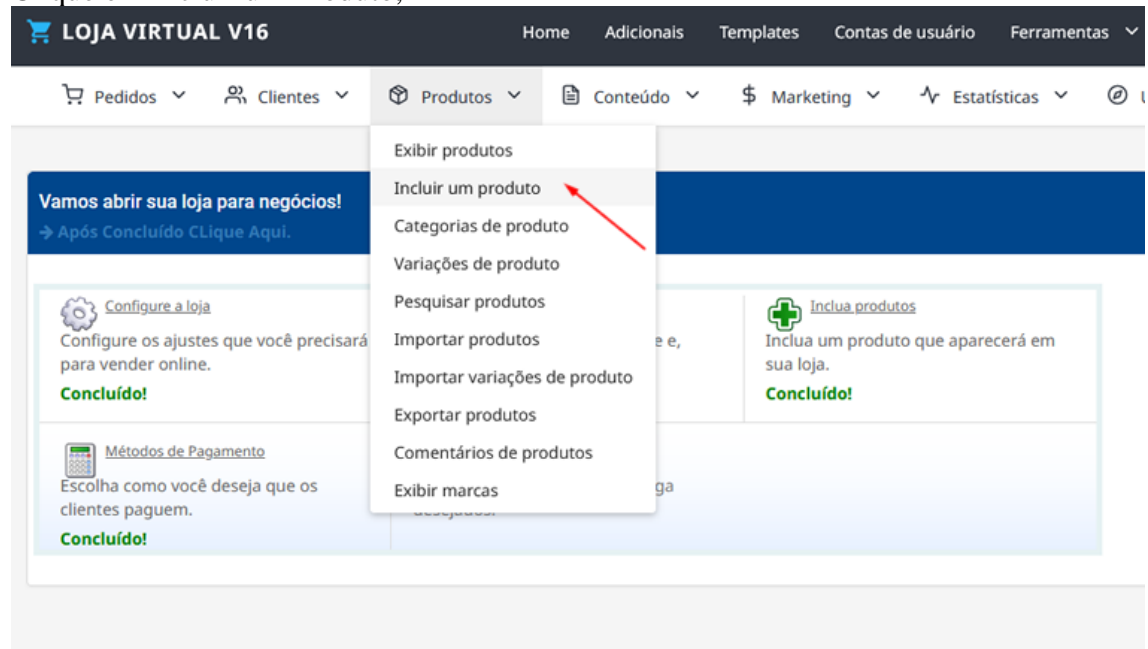 LOJA VIRTUAL V16 Home Adicionais Templates Contas de usuário Ferramentas
Pedidos Clientes Produtos Conteúdo $ Marketing Estatísticas
Exibir produtos
Incluir um produto
Categorias de produto
Variações de produto
Pesquisar produtos
Importar produtos
Importar variações de produto
Exportar produtos
Comentários de produtos
Exibir marcas
Vamos abrir sua loja para negócios!
→ Após Concluído CLique Aqui.
Configure a loja
Configure os ajustes que você precisará
para vender online.
Concluído!
e e,
Inclua produtos
Inclua um produto que aparecerá em
sua loja.
Concluído!
Métodos de Pagamento
Escolha como você deseja que os
clientes paguem.
Concluído!
ga